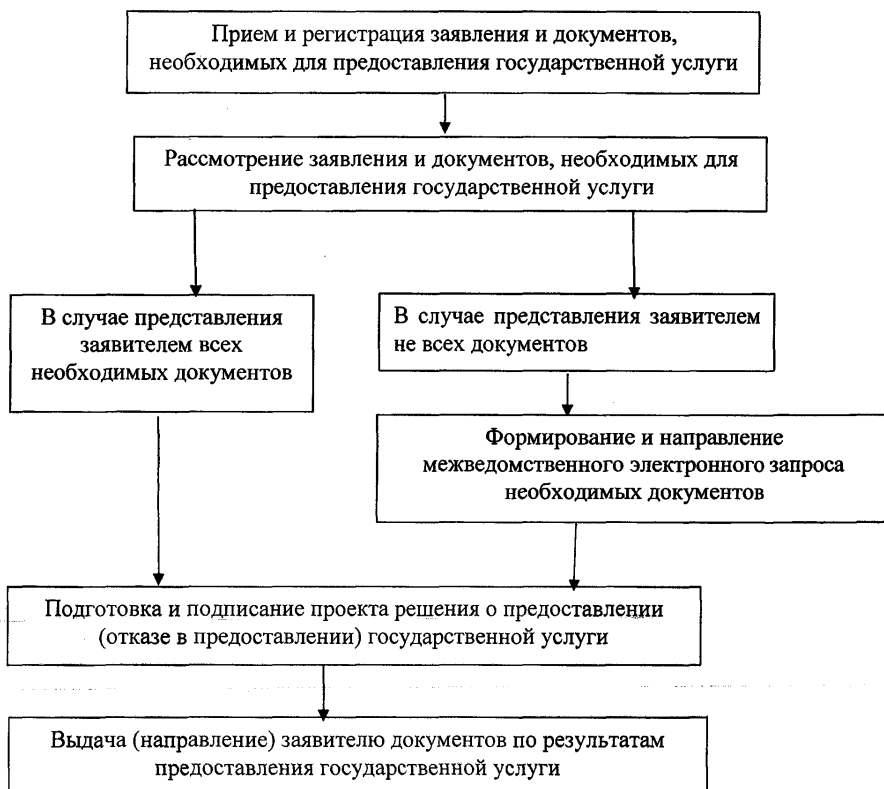 Прием и регистрация заявления и документов,
необходимых для предоставления государственной услуги
Рассмотрение заявления и документов, необходимых для
предоставления государственной услуги
В случае представления
заявителем всех
необходимых документов
В случае представления заявителем
не всех документов
Формирование и направление
межведомственного электронного запроса
необходимых документов
Подготовка и подписание проекта решения о предоставлении
(отказе в предоставлении) государственной услуги
Выдача (направление) заявителю документов по результатам
предоставления государственной услуги